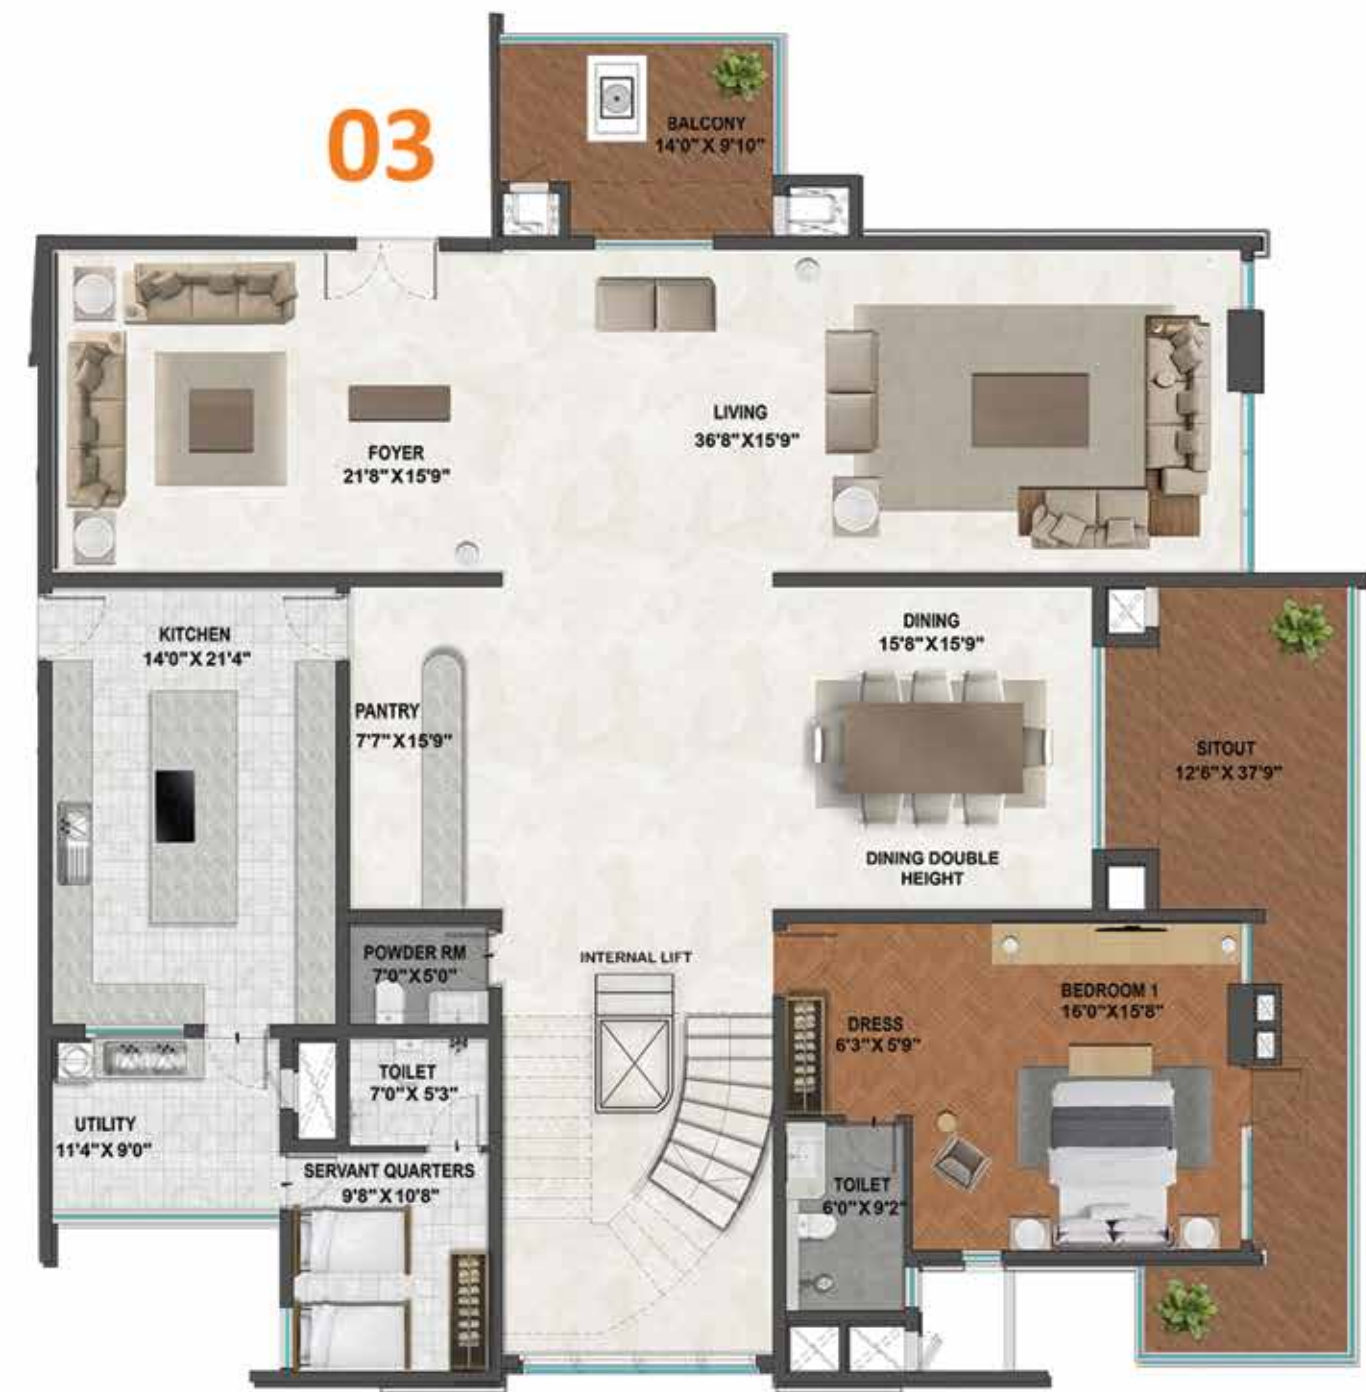 03
BALCONY
14'0" X 9'10"
LIVING
36'8" X 15'9"
FOYER
21'8" X 15'9"
KITCHEN
14'0" X 21'4"
DINING
15'8" X 15'9"
PANTRY
7'7" X 15'9"
SITOUT
12'6" X 37'9"
DINING DOUBLE
HEIGHT
POWDER RM
7'0" X 5'0"
INTERNAL LIFT
BEDROOM 1
16'0" X 15'8"
DRESS
6'3" X 5'9"
TOILET
7'0" X 5'3"
UTILITY
11'4" X 9'0"
SERVANT QUARTERS
9'8" X 10'8"
TOILET
6'0" X 9'2"